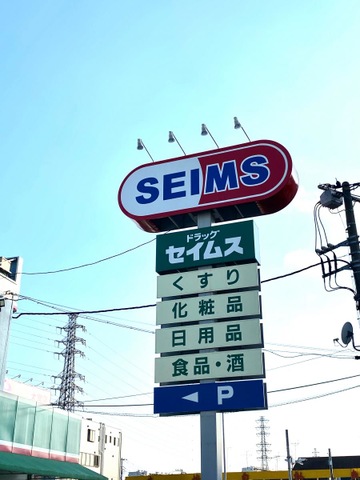 SEIMS
ドラッグ
セイムス
くすり
化粧品
日用品
食品・酒
◀ P